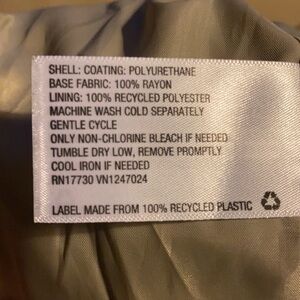 SHELL: COATING: POLYURETHANE
BASE FABRIC: 100% RAYON
LINING: 100% RECYCLED POLYESTER
MACHINE WASH COLD SEPARATELY
GENTLE CYCLE
ONLY NON-CHLORINE BLEACH IF NEEDED
TUMBLE DRY LOW, REMOVE PROMPTLY
COOL IRON IF NEEDED
RN17730 VN1247024
LABEL MADE FROM 100% RECYCLED PLASTIC